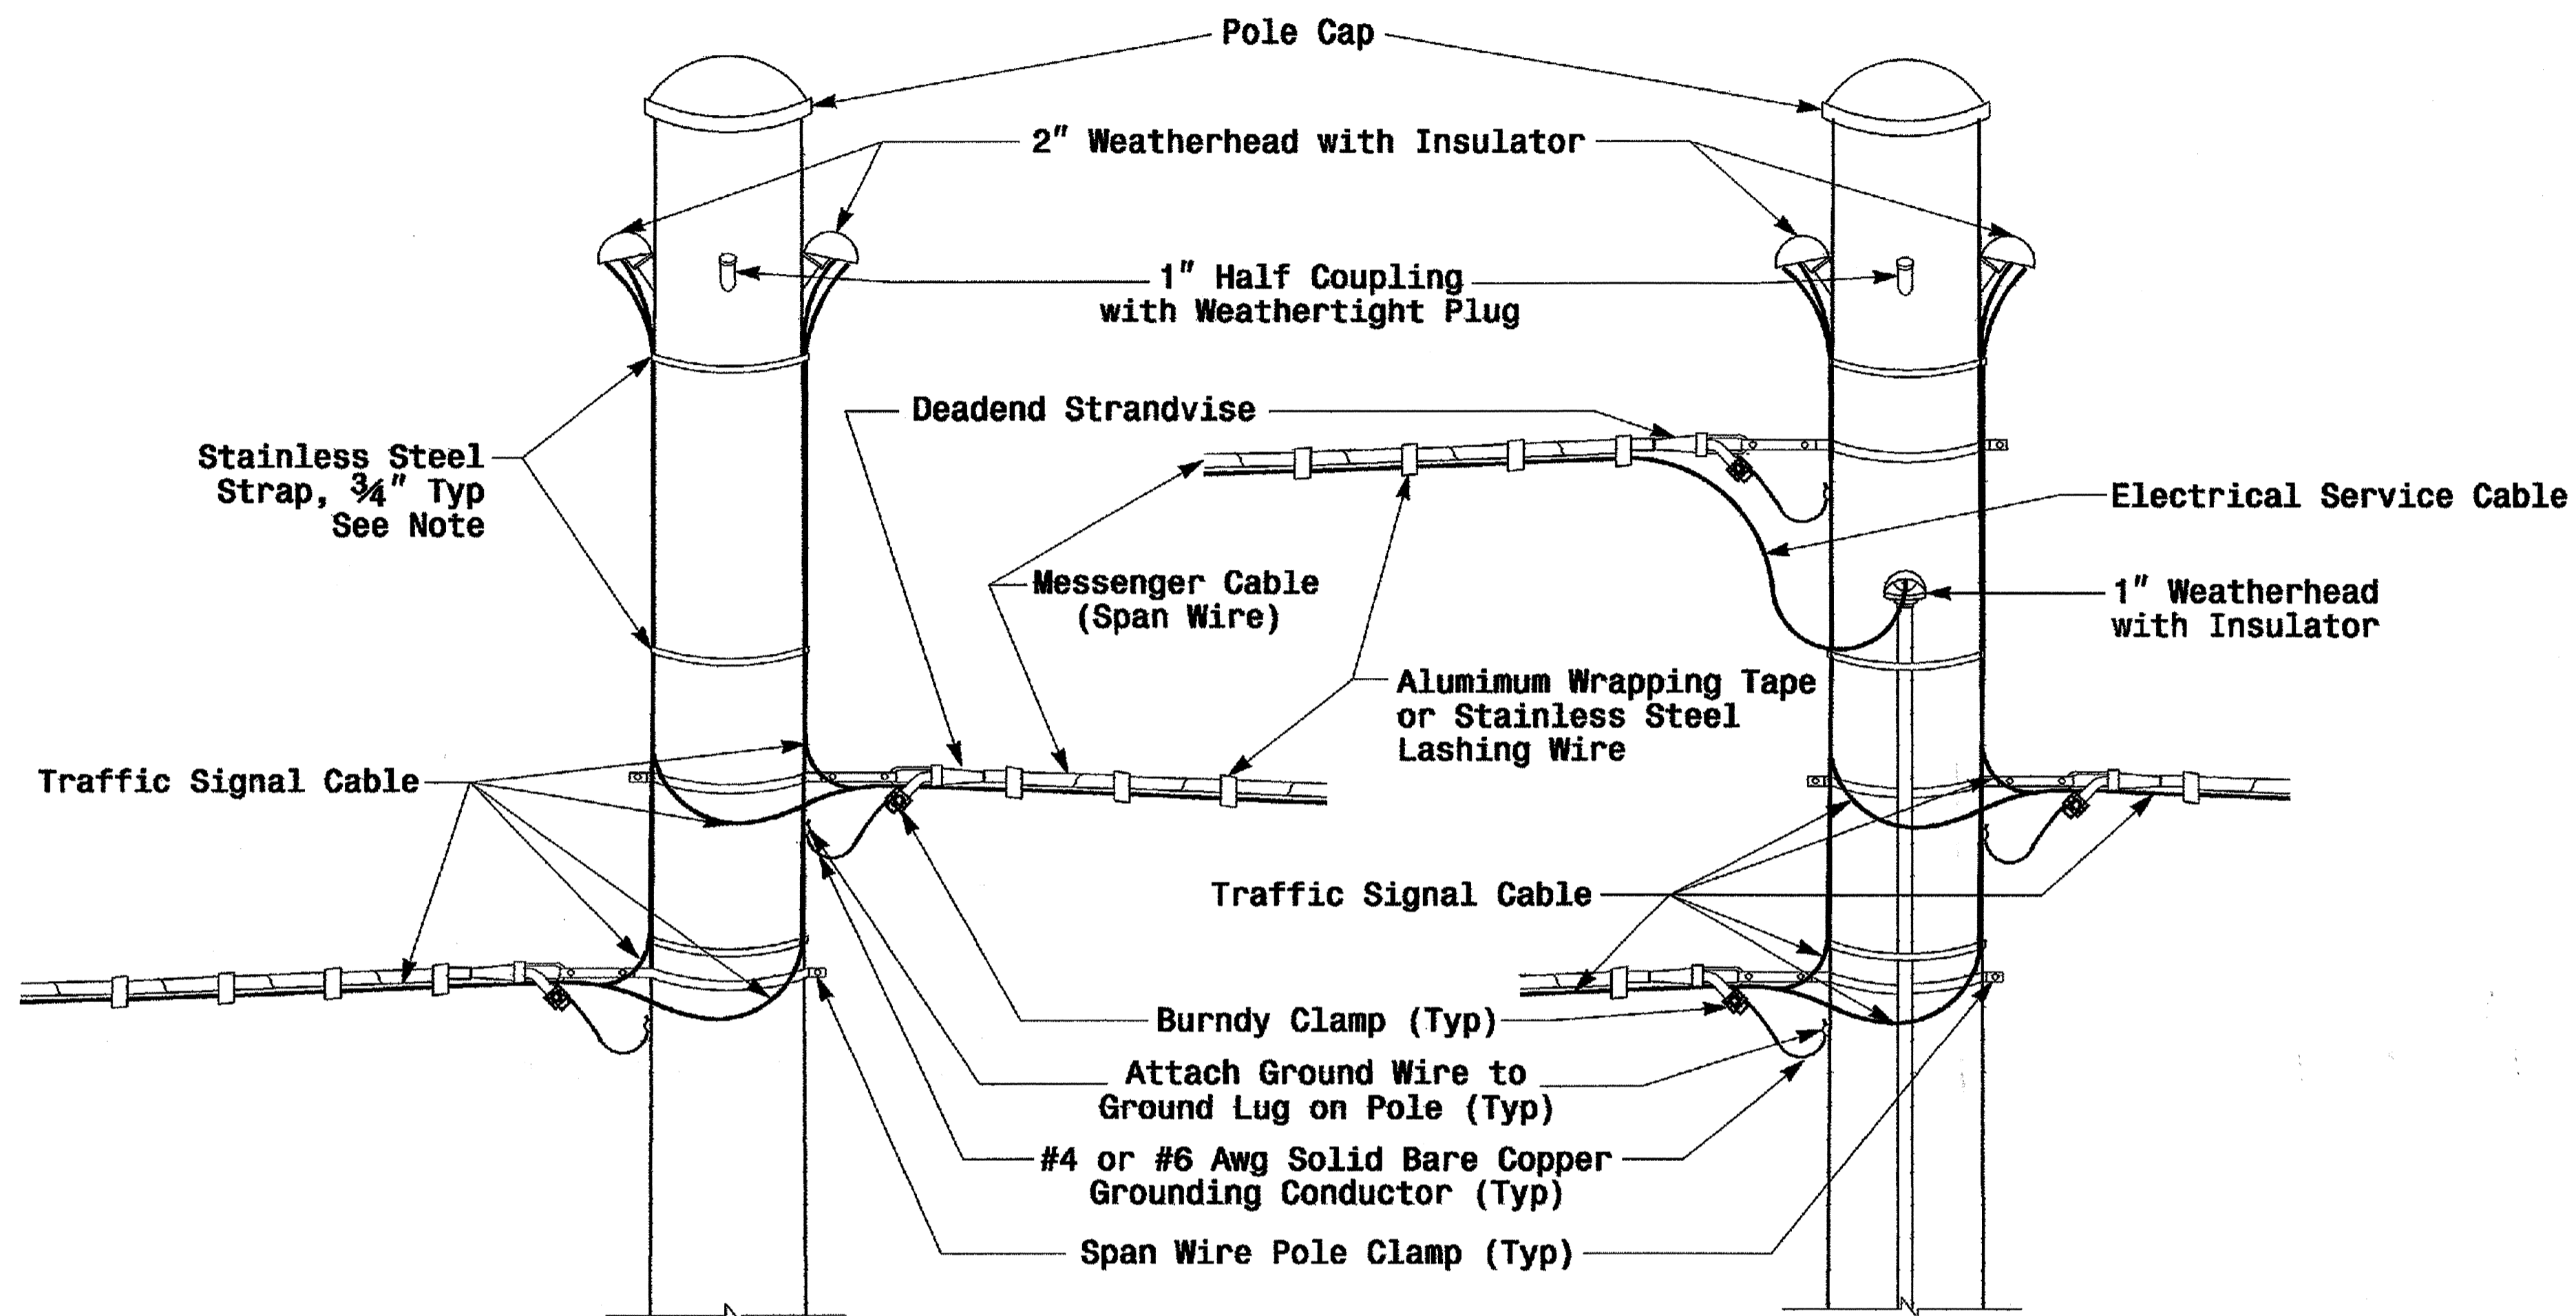 Pole Cap
2" Weatherhead with Insulator
1" Half Coupling
with Weathertight Plug
Deadend Strandvise
Stainless Steel
Strap, ¾" Typ
See Note
Electrical Service Cable
Messenger Cable
(Span Wire)
1" Weatherhead
with Insulator
Alumimum Wrapping Tape
or Stainless Steel
Lashing Wire
Traffic Signal Cable
Traffic Signal Cable
Burndy Clamp (Typ)
Attach Ground Wire to
Ground Lug on Pole (Typ)
#4 or #6 Awg Solid Bare Copper
Grounding Conductor (Typ)
Span Wire Pole Clamp (Typ)